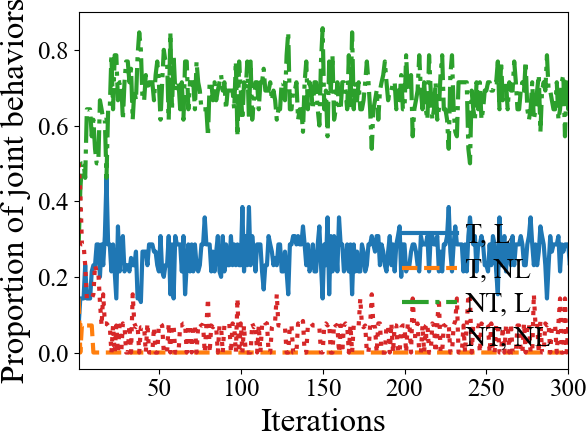 Proportion of joint behaviors
0.8
0.6
0.4
0.2
0.0
T, L
T, NL
NT, L
NT, NL
50
100
150
200
250
300
Iterations